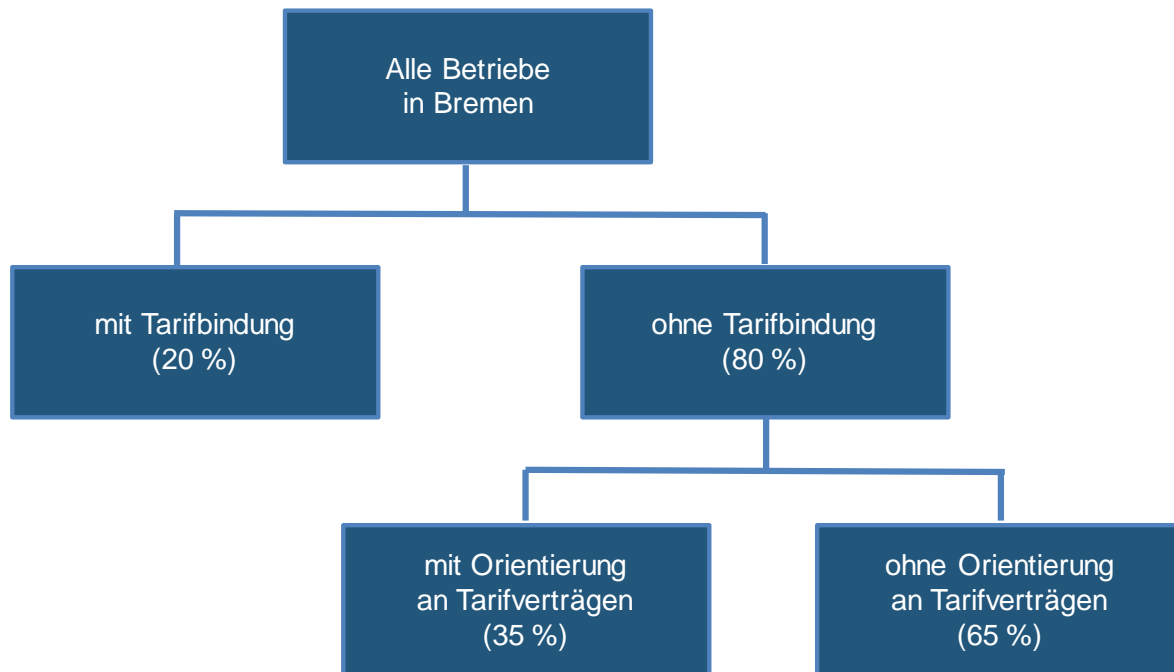 Alle Betriebe
in Bremen
mit Tarifbindung
(20 %)
ohne Tarifbindung
(80 %)
mit Orientierung
an Tarifverträgen
(35 %)
ohne Orientierung
an Tarifverträgen
(65 %)